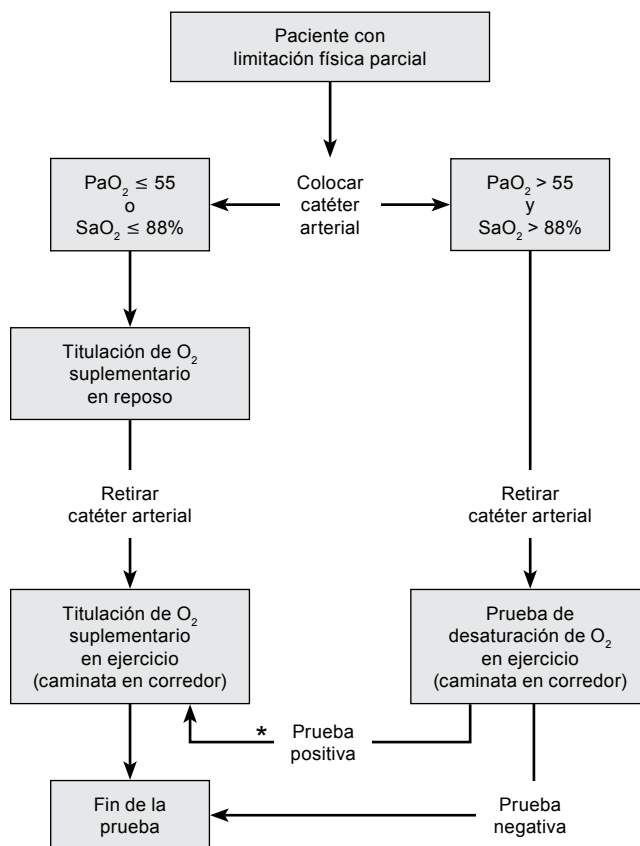 Paciente con
limitación física parcial
PaO₂ ≤ 55
o
SaO₂ ≤ 88%
Colocar
catéter
arterial
PaO₂ > 55
y
SaO₂ > 88%
Titulación de O₂
suplementario
en reposo
Retirar
catéter arterial
Retirar
catéter arterial
Titulación de O₂
suplementario
en ejercicio
(caminata en corredor)
Prueba de
desaturación de O₂
en ejercicio
(caminata en corredor)
* Prueba
positiva
Fin de la
prueba
Prueba
negativa